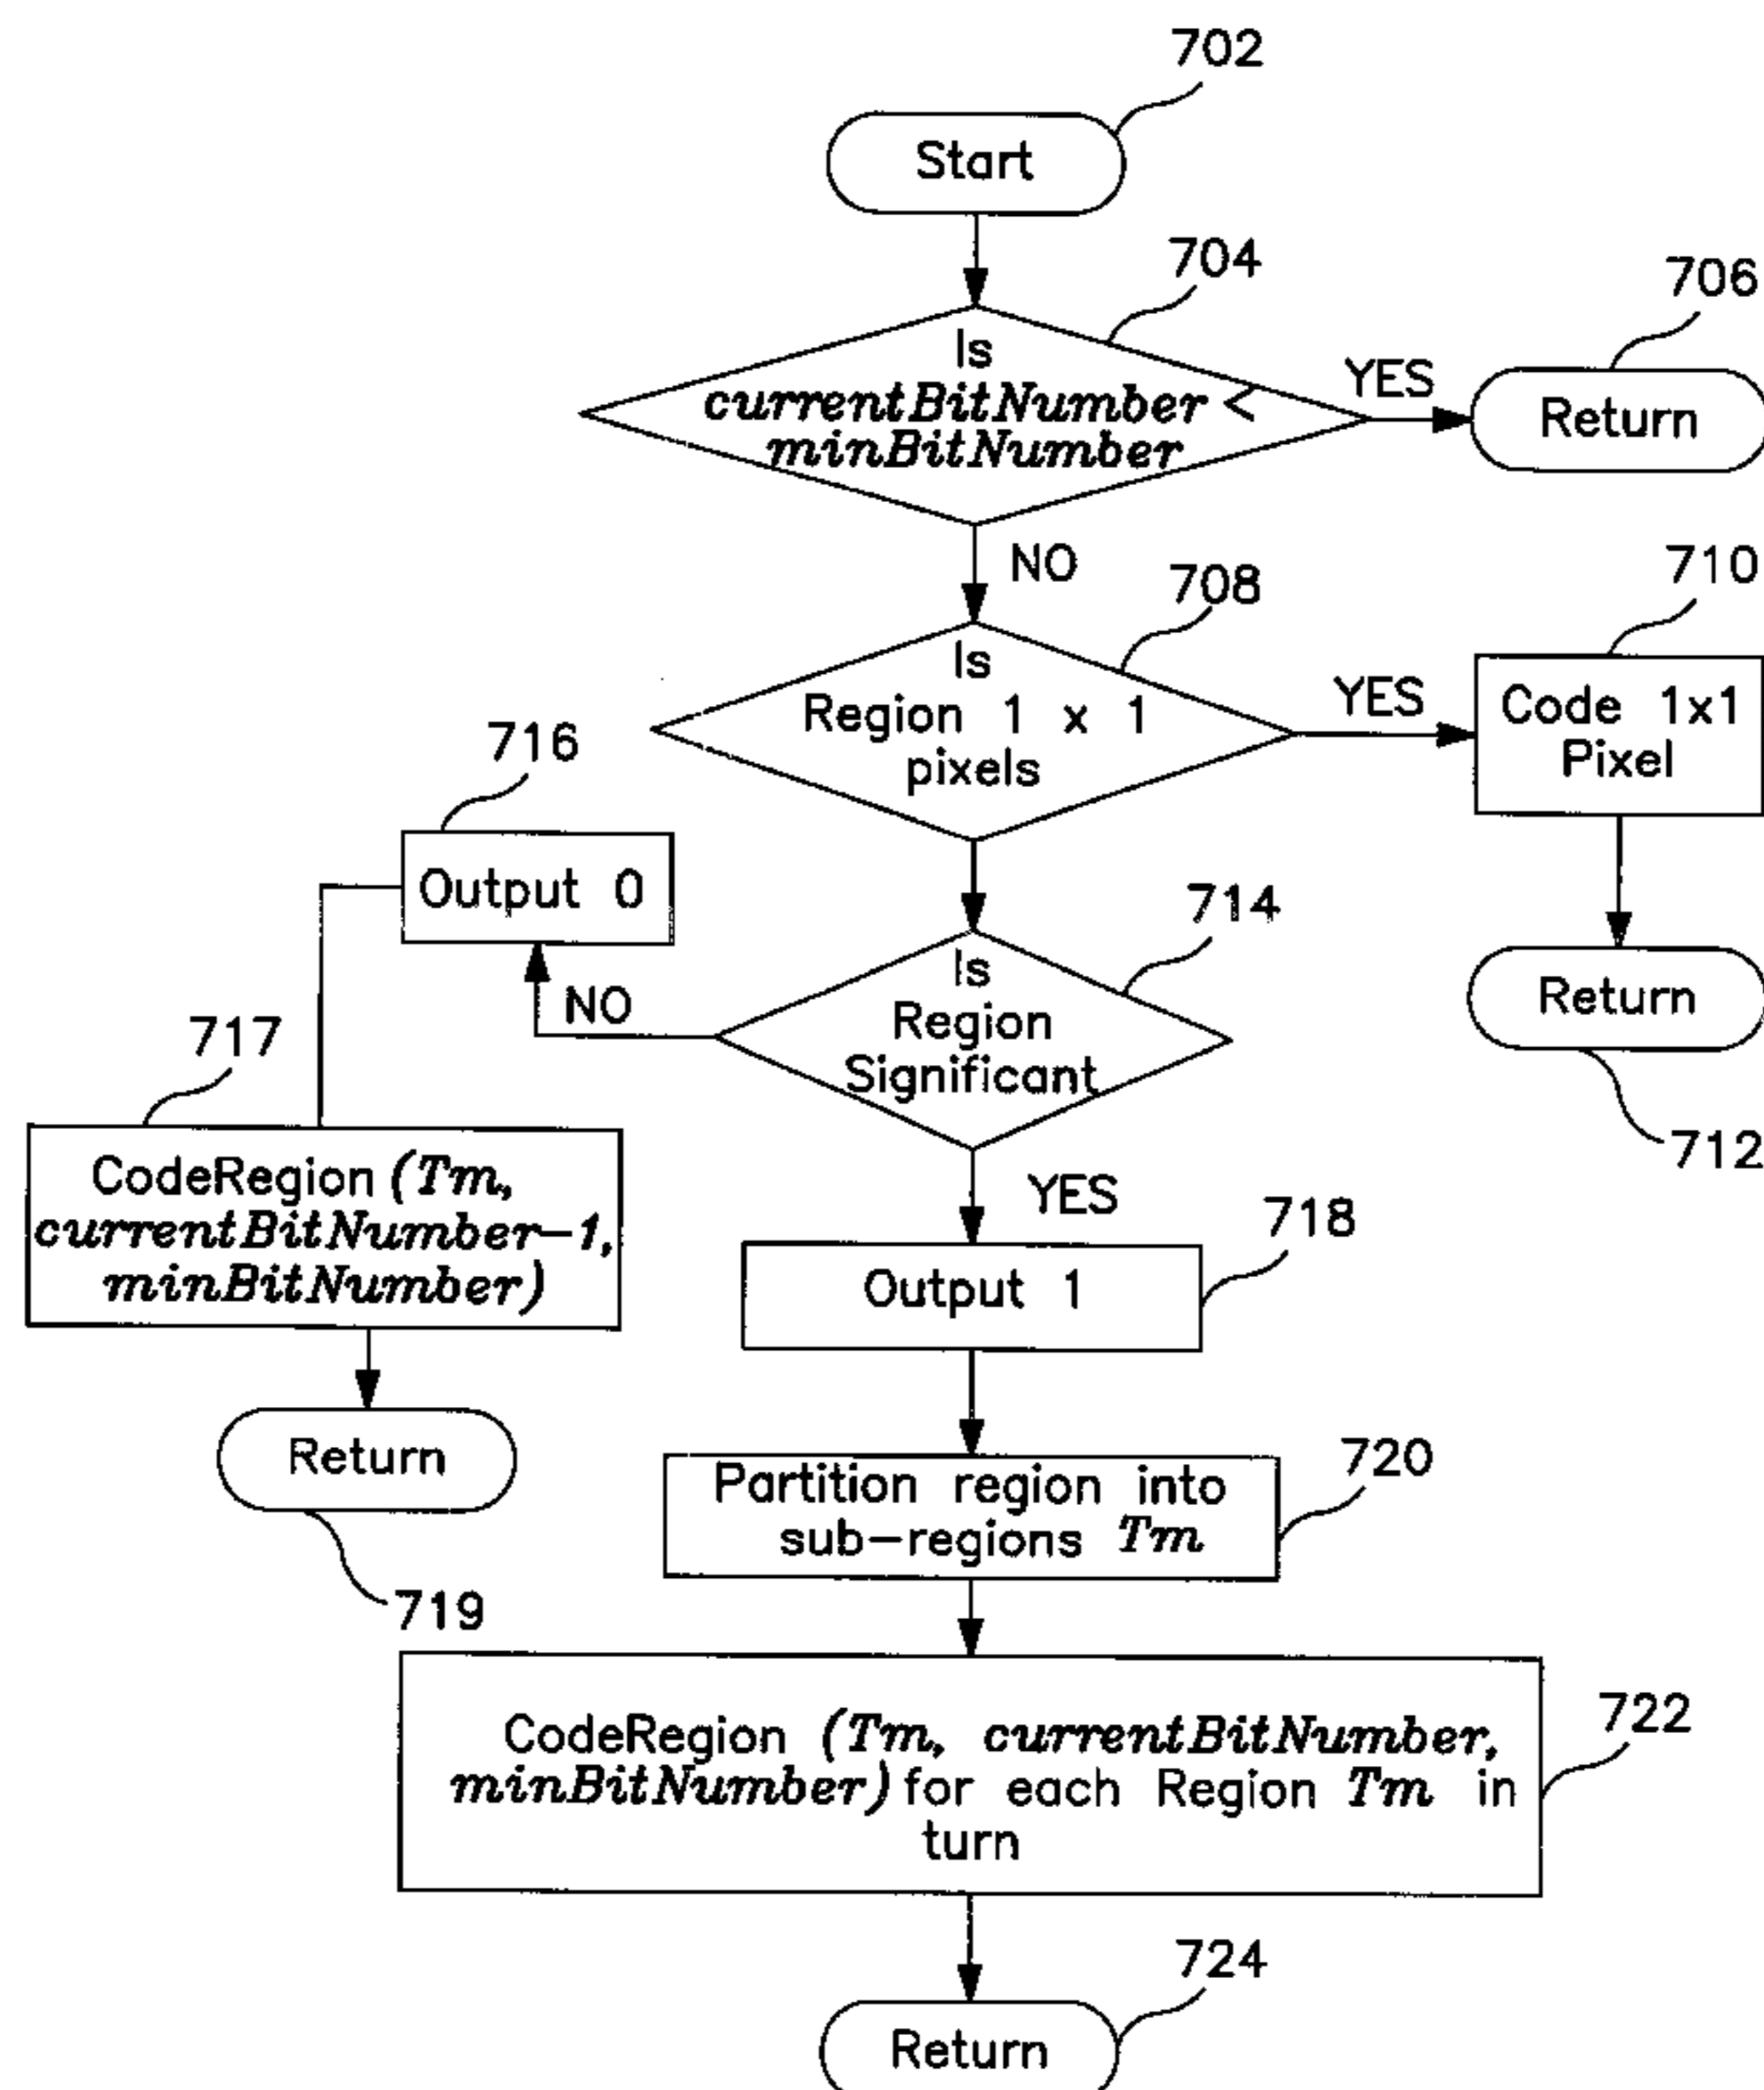 702
Start
704
706
Is
currentBitNumber <
minBitNumber
YES
Return
NO
708
710
Is
Region 1 x 1
pixels
YES
Code 1x1
Pixel
716
Output 0
714
Is
Region
Significant
NO
Return
712
717
CodeRegion (Tm,
currentBitNumber-1,
minBitNumber)
YES
718
Output 1
Return
719
720
Partition region into
sub-regions Tm
722
CodeRegion (Tm, currentBitNumber,
minBitNumber) for each Region Tm in
turn
724
Return